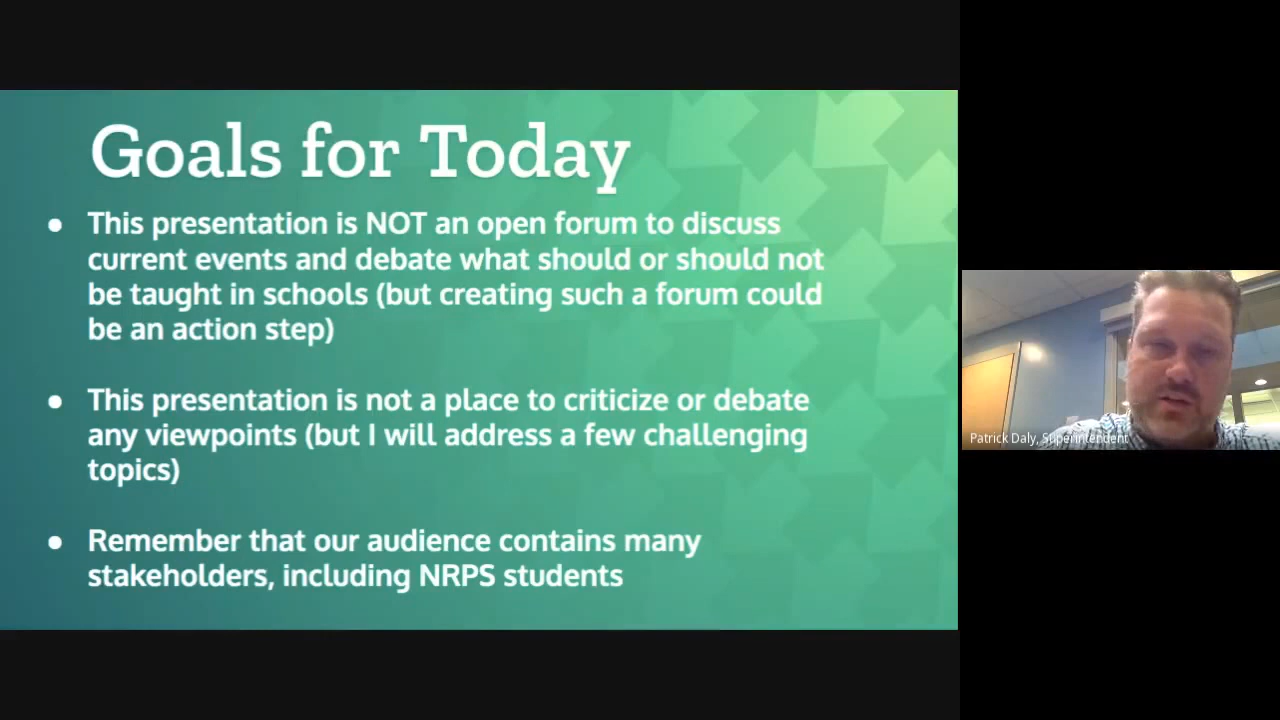 Goals for Today
● This presentation is NOT an open forum to discuss
current events and debate what should or should not
be taught in schools (but creating such a forum could
be an action step)
● This presentation is not a place to criticize or debate
any viewpoints (but I will address a few challenging
topics)
● Remember that our audience contains many
stakeholders, including NRPS students
Patrick Daly, Superintendent